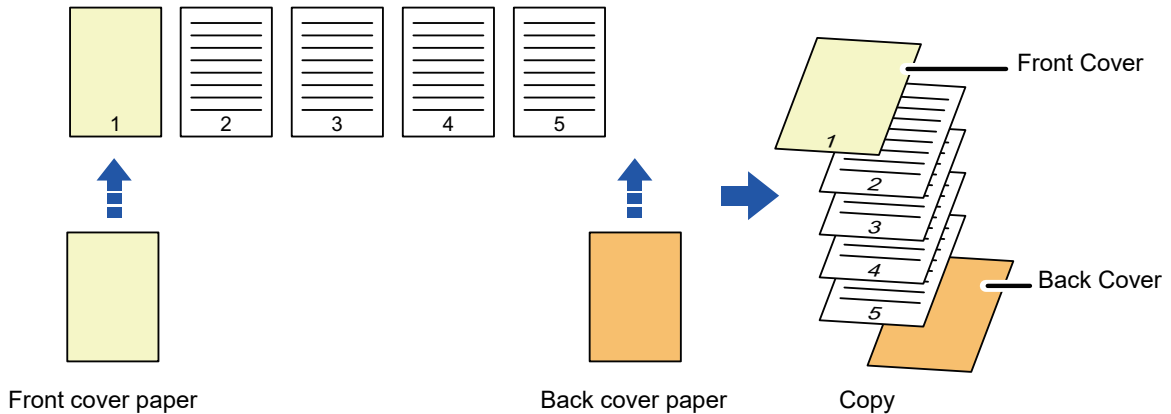 1 2 3 4 5
Front Cover
1
2
3
4
5
Back Cover
Front cover paper
Back cover paper
Copy